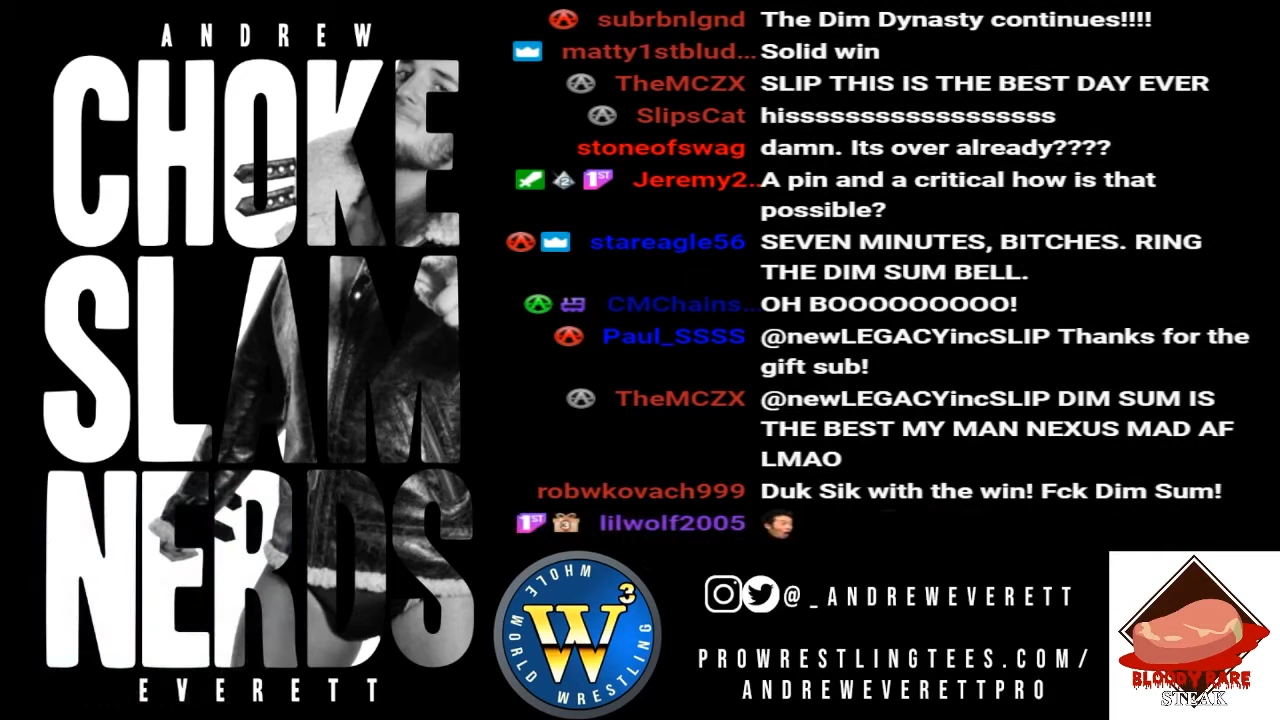 ANDREW
CHOKE
SLAM
NERDS
EVERETT
subrbnlgnd The Dim Dynasty continues!!!!
matty1stblud... Solid win
TheMCZX SLIP THIS IS THE BEST DAY EVER
SlipsCat hissssssssssssssssss
stoneofswag damn. Its over already????
1ST Jeremy2... A pin and a critical how is that
possible?
stareagle56 SEVEN MINUTES, BITCHES. RING
THE DIM SUM BELL.
CMChains... OH BOOOOOOOOO!
Paul_SSSS @newLEGACYincSLIP Thanks for the
gift sub!
TheMCZX @newLEGACYincSLIP DIM SUM IS
THE BEST MY MAN NEXUS MAD AF
LMAO
robwkovach999 Duk Sik with the win! Fck Dim Sum!
1ST 3 lilwolf2005
WHOLE
WORLD
WRESTLING
W3
@_ANDREWEVERETT
PROWRESTLINGTEES.COM/
ANDREWEVERETTPRO
BLOODY RARE
STEAK